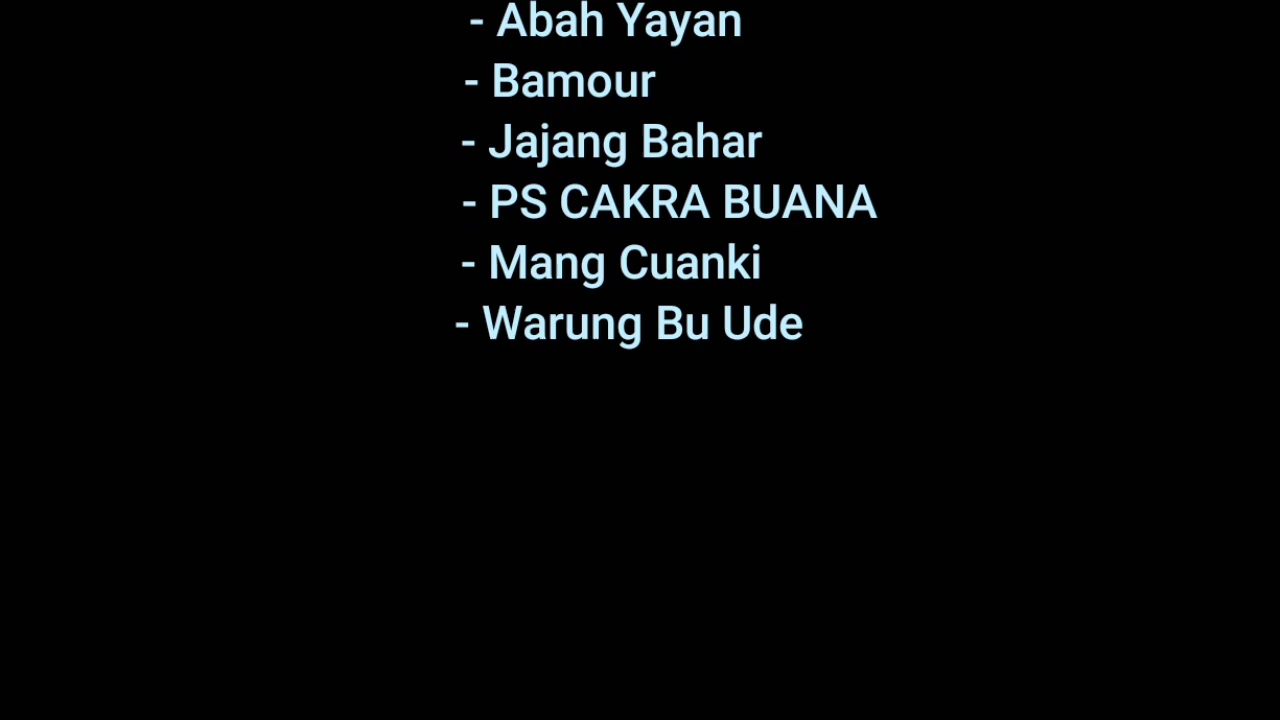 - Abah Yayan
- Bamour
- Jajang Bahar
- PS CAKRA BUANA
- Mang Cuanki
- Warung Bu Ude